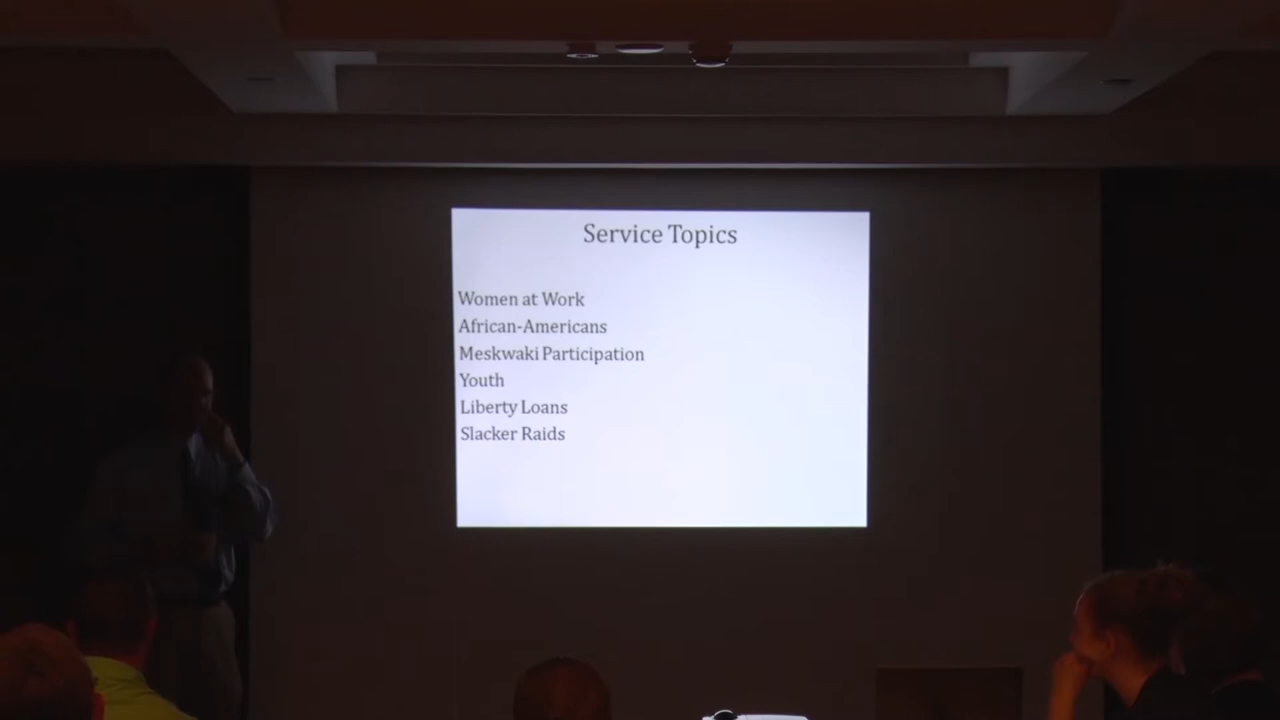 Service Topics
Women at Work
African-Americans
Meskwaki Participation
Youth
Liberty Loans
Slacker Raids